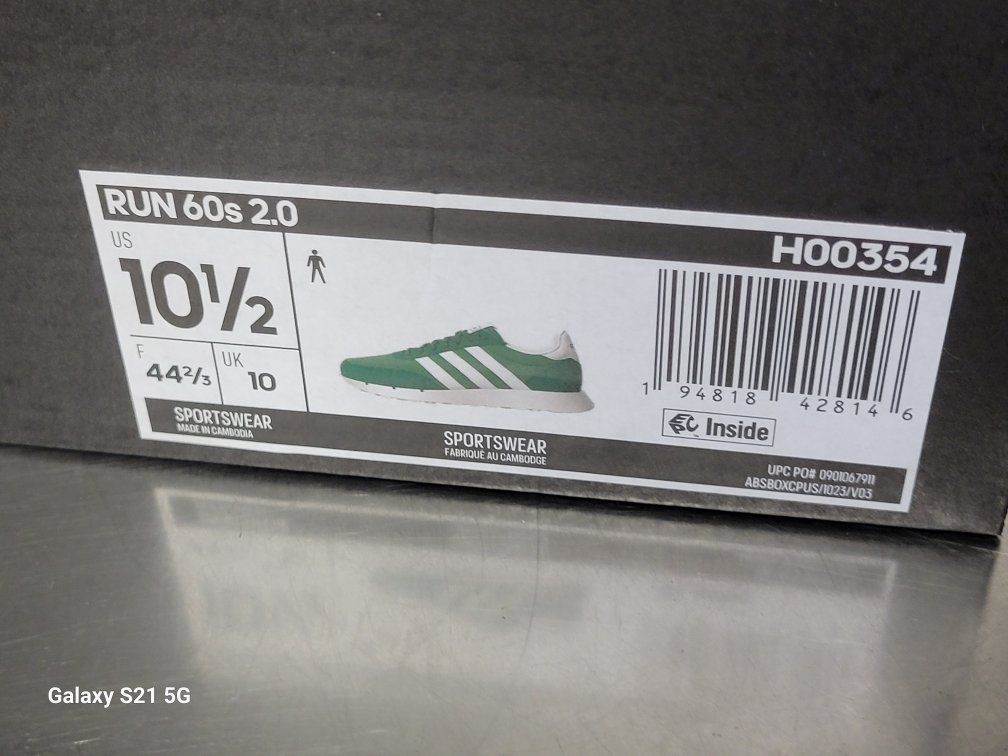 RUN 60s 2.0
H00354
US
10½
F
44⅔
UK
10
1 94818 42814 6
Inside
SPORTSWEAR
MADE IN CAMBODIA
SPORTSWEAR
FABRIQUÉ AU CAMBODGE
UPC PO# 0901067911
ABSBOXCPUS/1023/V03
Galaxy S21 5G